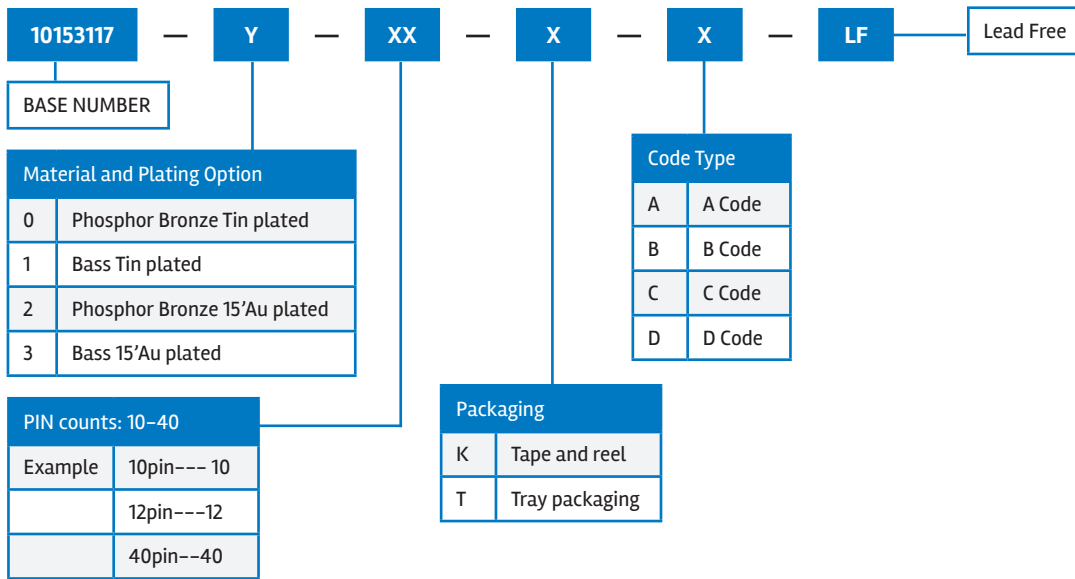 10153117 — Y — XX — X — X — LF Lead Free
BASE NUMBER
Material and Plating Option
0 Phosphor Bronze Tin plated
1 Bass Tin plated
2 Phosphor Bronze 15’Au plated
3 Bass 15’Au plated
Code Type
A A Code
B B Code
C C Code
D D Code
PIN counts: 10-40
Example 10pin--- 10
12pin---12
40pin--40
Packaging
K Tape and reel
T Tray packaging